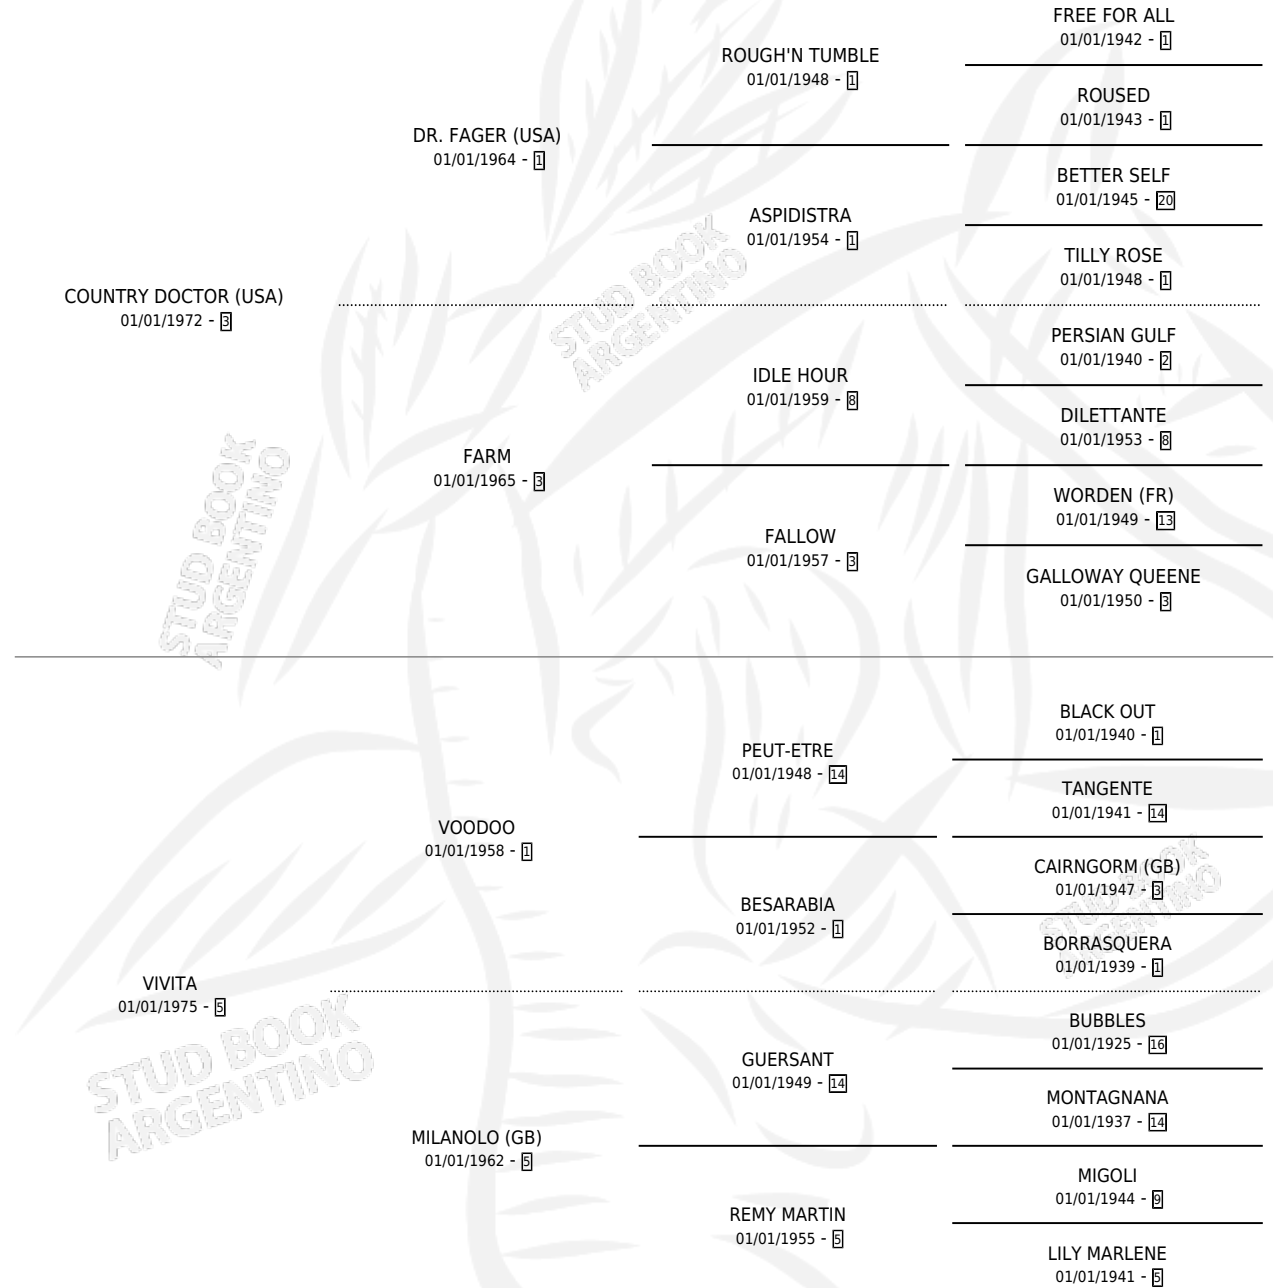 FREE FOR ALL
01/01/1942 - 1
ROUGH'N TUMBLE
01/01/1948 - 1
ROUSED
01/01/1943 - 1
DR. FAGER (USA)
01/01/1964 - 1
BETTER SELF
01/01/1945 - 20
ASPIDISTRA
01/01/1954 - 1
TILLY ROSE
01/01/1948 - 1
COUNTRY DOCTOR (USA)
01/01/1972 - 3
STUD BOOK
ARGENTINO
PERSIAN GULF
01/01/1940 - 2
IDLE HOUR
01/01/1959 - 8
DILETTANTE
01/01/1953 - 8
FARM
01/01/1965 - 3
WORDEN (FR)
01/01/1949 - 13
FALLOW
01/01/1957 - 3
GALLOWAY QUEENE
01/01/1950 - 3
STUD BOOK
ARGENTINO
BLACK OUT
01/01/1940 - 1
PEUT-ETRE
01/01/1948 - 14
TANGENTE
01/01/1941 - 14
VOODOO
01/01/1958 - 1
CAIRNGORM (GB)
01/01/1947 - 3
BESARABIA
01/01/1952 - 1
BORRASQUERA
01/01/1939 - 1
STUD BOOK
ARGENTINO
VIVITA
01/01/1975 - 5
BUBBLES
01/01/1925 - 16
GUERSANT
01/01/1949 - 14
MONTAGNANA
01/01/1937 - 14
STUD BOOK
ARGENTINO
MILANOLO (GB)
01/01/1962 - 5
MIGOLI
01/01/1944 - 9
REMY MARTIN
01/01/1955 - 5
LILY MARLENE
01/01/1941 - 5